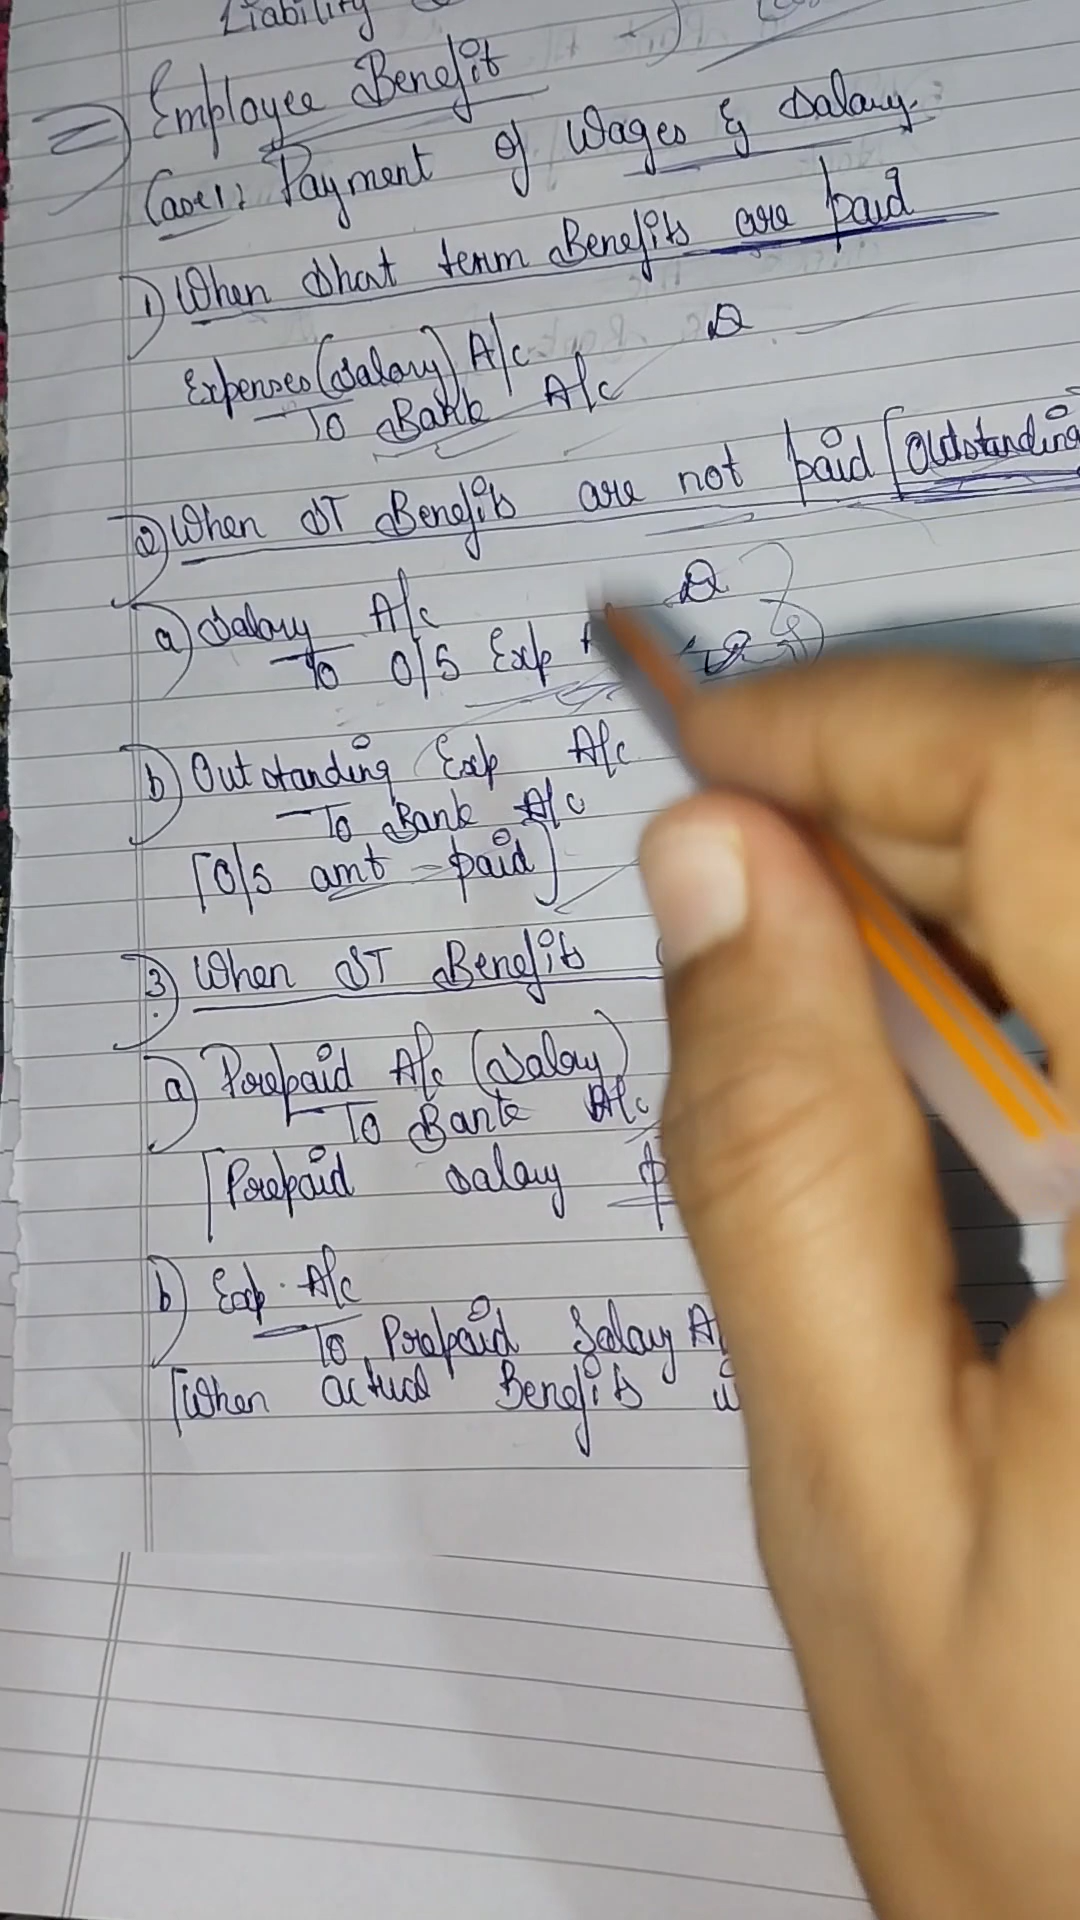 Liability
Employee Benefit
Case 1: Payment of Wages & Salary.
1) When Short term Benefits are paid
Expenses (Salary) A/c Dr
To Bank A/c
2) When ST Benefits are not paid [Outstanding
a) Salary A/c Dr
To O/S Exp
b) Outstanding Exp A/c
To Bank A/c
[O/S amt paid]
3) When ST Benefits
a) Prepaid A/c (Salary)
To Bank A/c
[Prepaid salary
b) Exp. A/c
To Prepaid Salary A/
[When actual Benefits